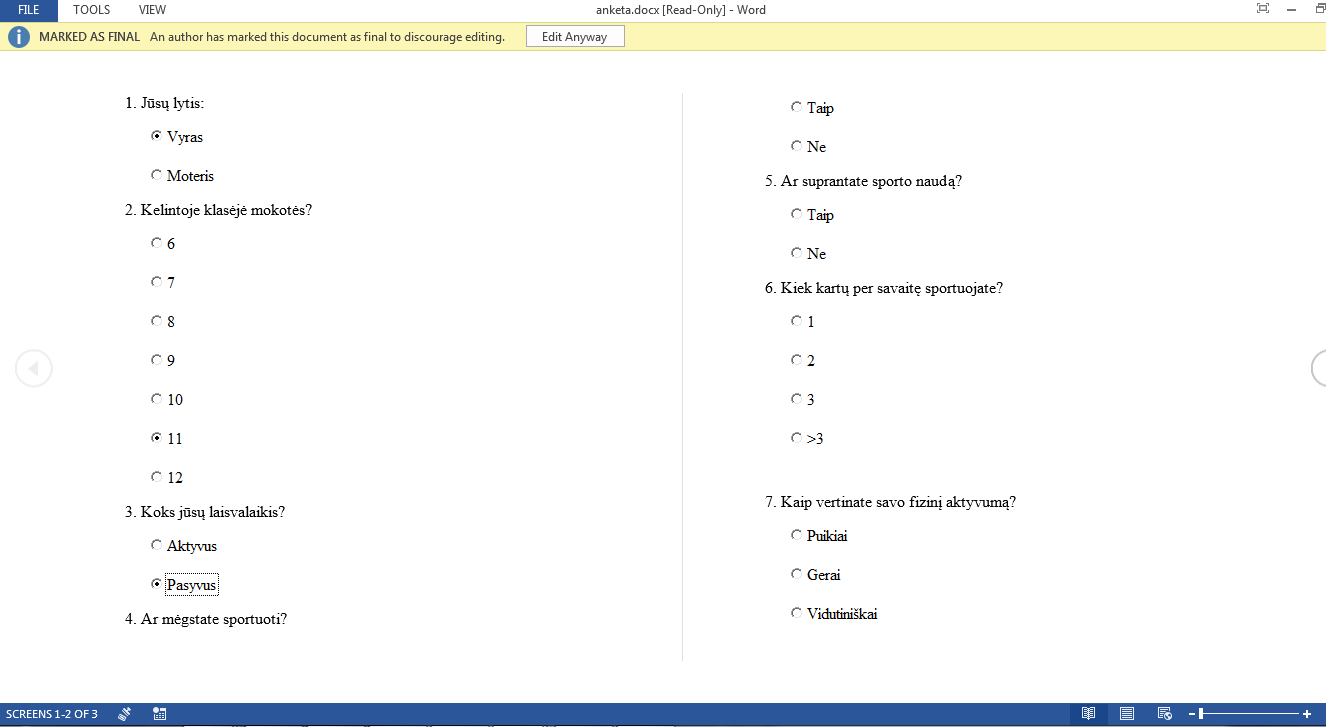 FILE TOOLS VIEW anketa.docx [Read-Only] - Word
MARKED AS FINAL An author has marked this document as final to discourage editing. Edit Anyway
1. Jūsų lytis:
Vyras
Moteris
2. Kelintoje klasėjė mokotės?
6
7
8
9
10
11
12
3. Koks jūsų laisvalaikis?
Aktyvus
Pasyvus
4. Ar mėgstate sportuoti?
Taip
Ne
5. Ar suprantate sporto naudą?
Taip
Ne
6. Kiek kartų per savaitę sportuojate?
1
2
3
>3
7. Kaip vertinate savo fizinį aktyvumą?
Puikiai
Gerai
Vidutiniškai
SCREENS 1-2 OF 3